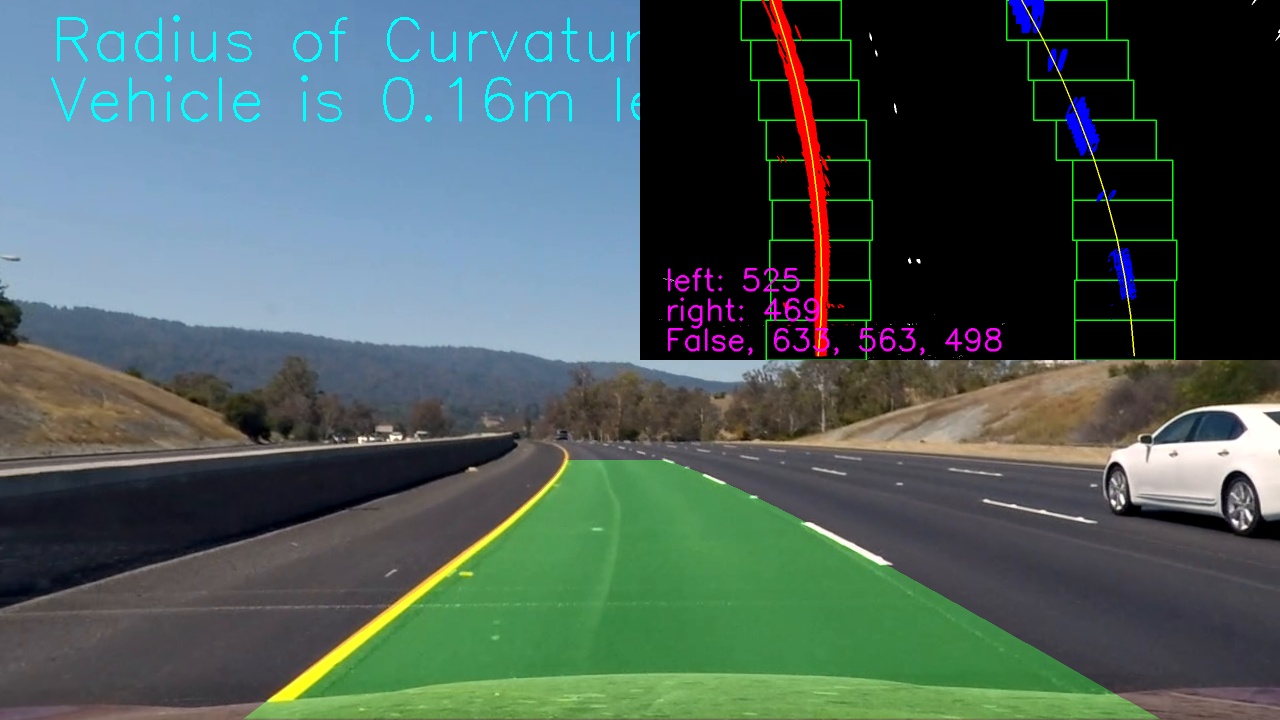 Radius of Curvatur
Vehicle is 0.16m le
left: 525
right: 469
False, 633, 563, 498